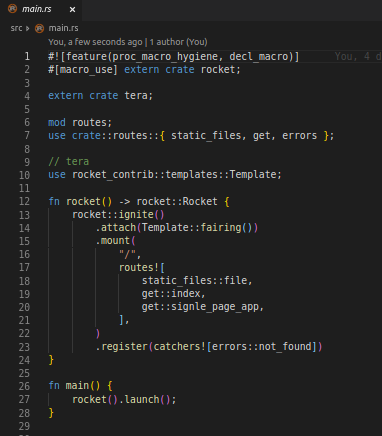 main.rs
src > main.rs
You, a few seconds ago | 1 author (You)
1 #![feature(proc_macro_hygiene, decl_macro)] You, 4 d
2 #[macro_use] extern crate rocket;
3
4 extern crate tera;
5
6 mod routes;
7 use crate::routes::{ static_files, get, errors };
8
9 // tera
10 use rocket_contrib::templates::Template;
11
12 fn rocket() -> rocket::Rocket {
13 rocket::ignite()
14 .attach(Template::fairing())
15 .mount(
16 "/",
17 routes![
18 static_files::file,
19 get::index,
20 get::signle_page_app,
21 ],
22 )
23 .register(catchers![errors::not_found])
24 }
25
26 fn main() {
27 rocket().launch();
28 }
29